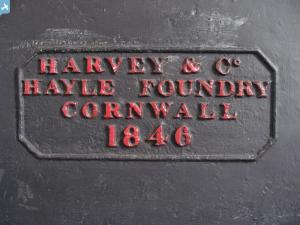 HARVEY & Cº
HAYLE FOUNDRY
CORNWALL
1846